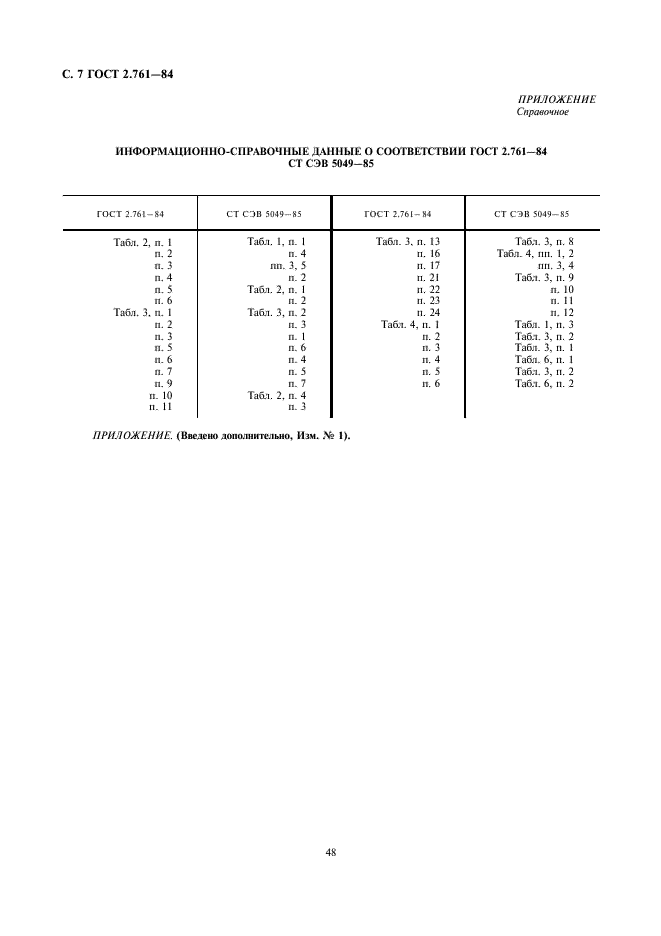 С. 7 ГОСТ 2.761—84
ПРИЛОЖЕНИЕ
Справочное
ИНФОРМАЦИОННО-СПРАВОЧНЫЕ ДАННЫЕ О СООТВЕТСТВИИ ГОСТ 2.761—84
СТ СЭВ 5049—85
ГОСТ 2.761—84 СТ СЭВ 5049—85 ГОСТ 2.761—84 СТ СЭВ 5049—85
Табл. 2, п. 1 Табл. 1, п. 1 Табл. 3, п. 13 Табл. 3, п. 8
п. 2 п. 4 п. 16 Табл. 4, пп. 1, 2
п. 3 пп. 3, 5 п. 17 пп. 3, 4
п. 4 п. 2 п. 21 Табл. 3, п. 9
п. 5 Табл. 2, п. 1 п. 22 п. 10
п. 6 п. 2 п. 23 п. 11
Табл. 3, п. 1 Табл. 3, п. 2 п. 24 п. 12
п. 2 п. 3 Табл. 4, п. 1 Табл. 1, п. 3
п. 3 п. 1 п. 2 Табл. 3, п. 2
п. 5 п. 6 п. 3 Табл. 3, п. 1
п. 6 п. 4 п. 4 Табл. 6, п. 1
п. 7 п. 5 п. 5 Табл. 3, п. 2
п. 9 п. 7 п. 6 Табл. 6, п. 2
п. 10 Табл. 2, п. 4
п. 11 п. 3
ПРИЛОЖЕНИЕ. (Введено дополнительно, Изм. № 1).
48